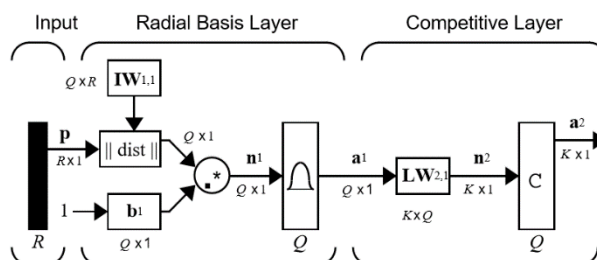 Input Radial Basis Layer Competitive Layer
Q x R IW1,1
p R x 1 || dist || Q x 1 .* n1 Q x 1 a1 Q x 1 LW2,1 K x Q n2 K x 1 C a2 K x 1
1 b1 Q x 1
R Q Q